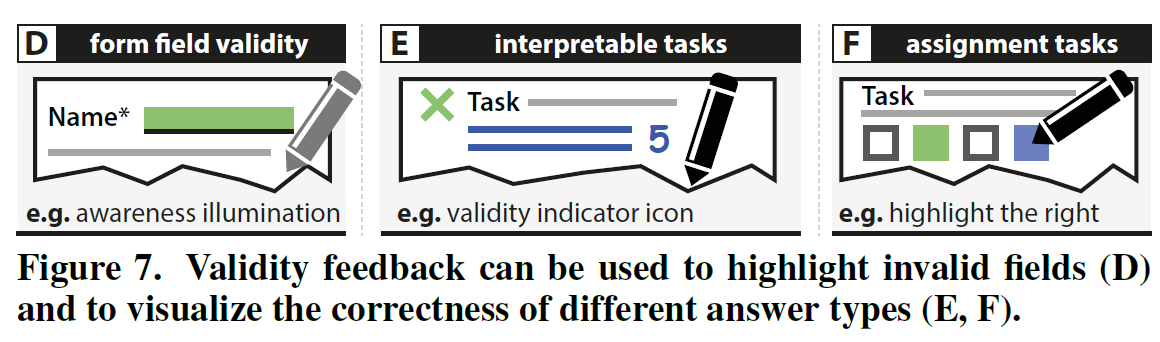 D form field validity
Name*
e.g. awareness illumination
E interpretable tasks
Task
5
e.g. validity indicator icon
F assignment tasks
Task
e.g. highlight the right
Figure 7. Validity feedback can be used to highlight invalid fields (D)
and to visualize the correctness of different answer types (E, F).